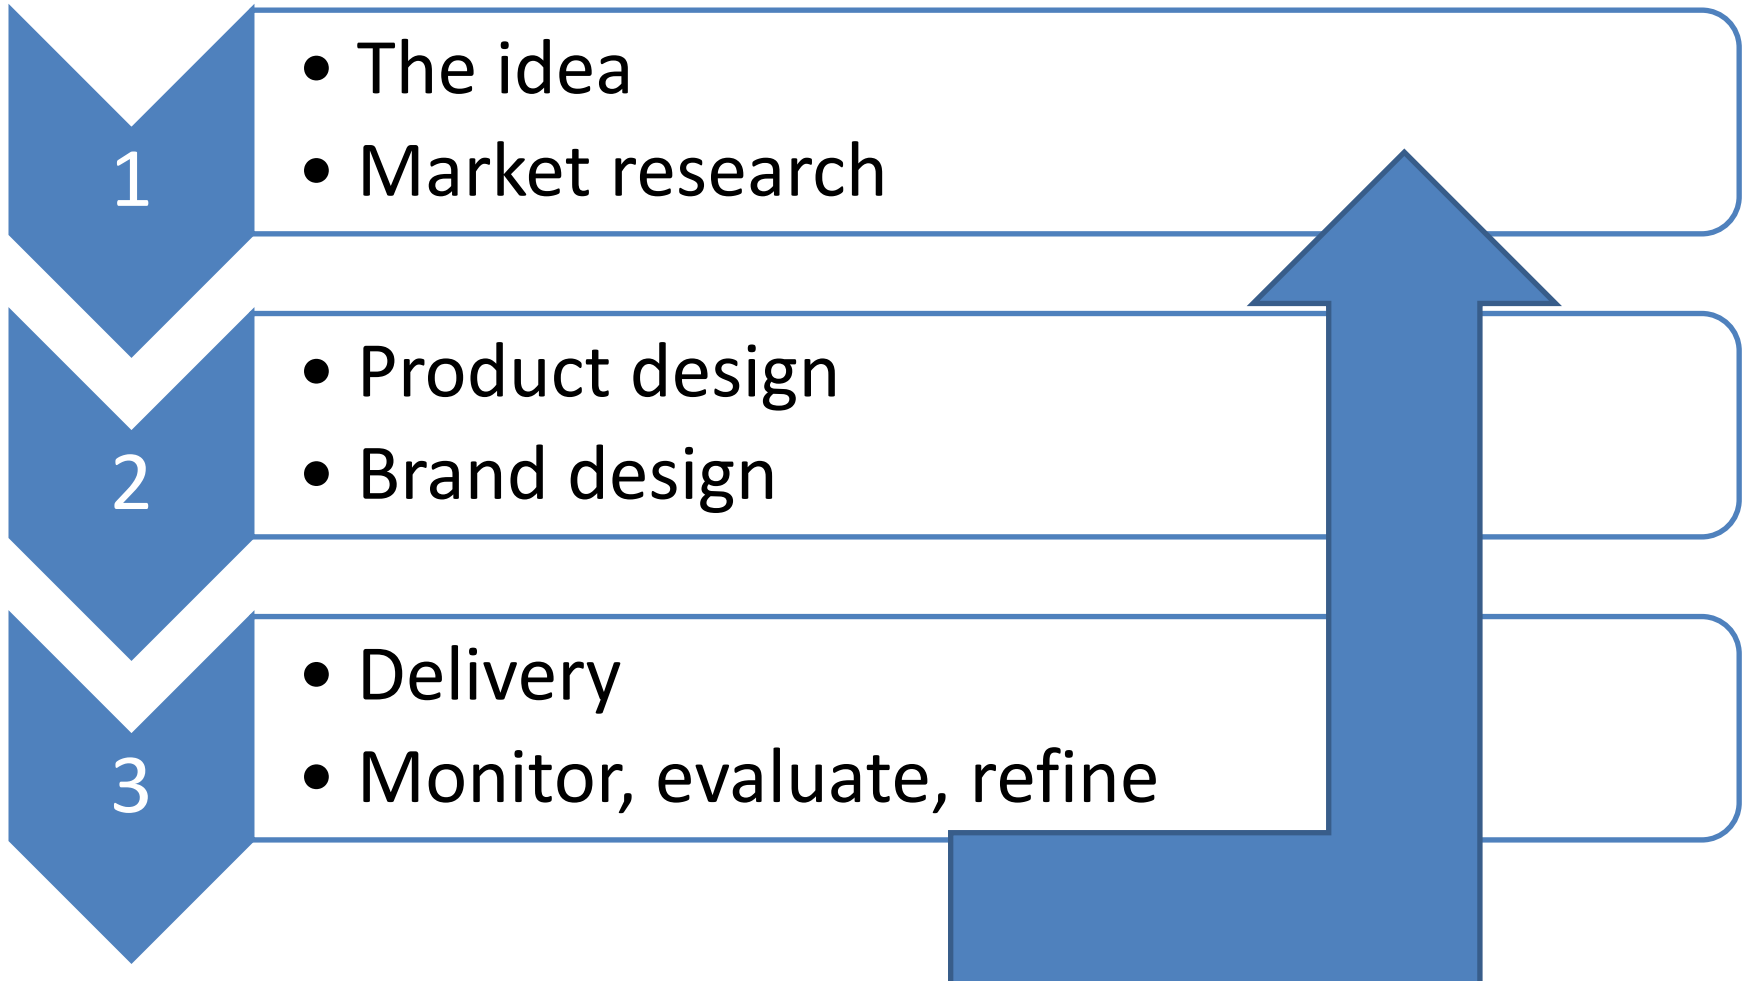 1
• The idea
• Market research
2
• Product design
• Brand design
3
• Delivery
• Monitor, evaluate, refine